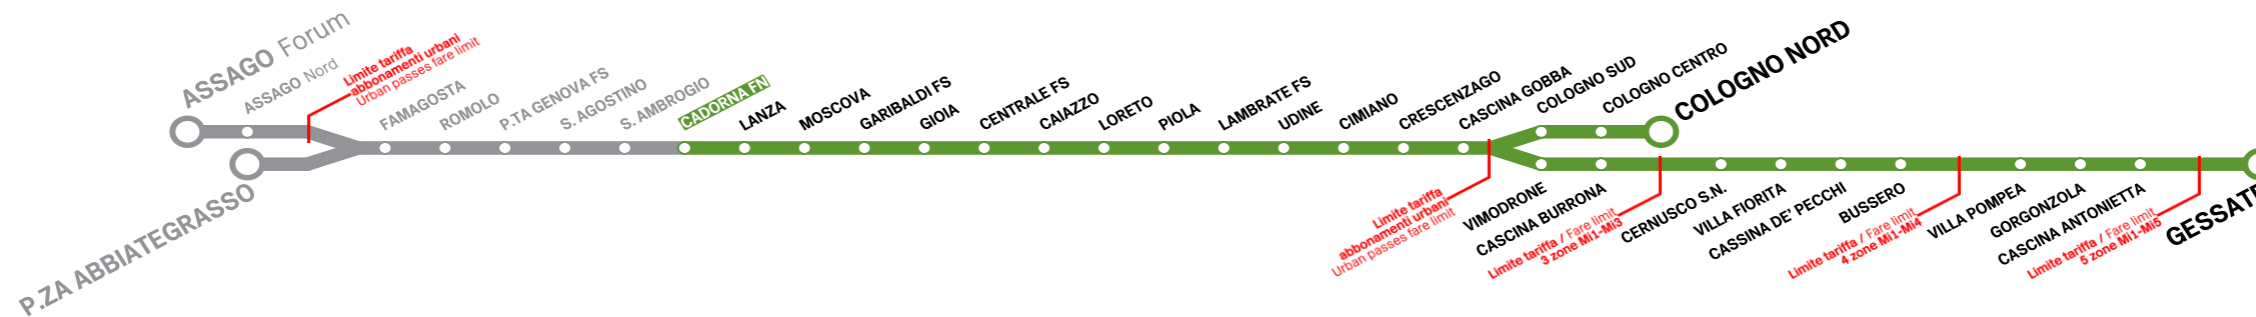 ASSAGO Forum
ASSAGO Nord
Limite tariffa
abbonamenti urbani
Urban passes fare limit
P.ZA ABBIATEGRASSO
FAMAGOSTA
ROMOLO
P.TA GENOVA FS
S. AGOSTINO
S. AMBROGIO
CADORNA FN
LANZA
MOSCOVA
GARIBALDI FS
GIOIA
CENTRALE FS
CAIAZZO
LORETO
PIOLA
LAMBRATE FS
UDINE
CIMIANO
CRESCENZAGO
CASCINA GOBBA
COLOGNO SUD
COLOGNO CENTRO
COLOGNO NORD
Limite tariffa
abbonamenti urbani
Urban passes fare limit
VIMODRONE
CASCINA BURRONA
Limite tariffa / Fare limit
3 zone Mi1-Mi3
CERNUSCO S.N.
VILLA FIORITA
CASSINA DE' PECCHI
BUSSERO
Limite tariffa / Fare limit
4 zone Mi1-Mi4
VILLA POMPEA
GORGONZOLA
CASCINA ANTONIETTA
Limite tariffa / Fare limit
5 zone Mi1-Mi5
GESSATE